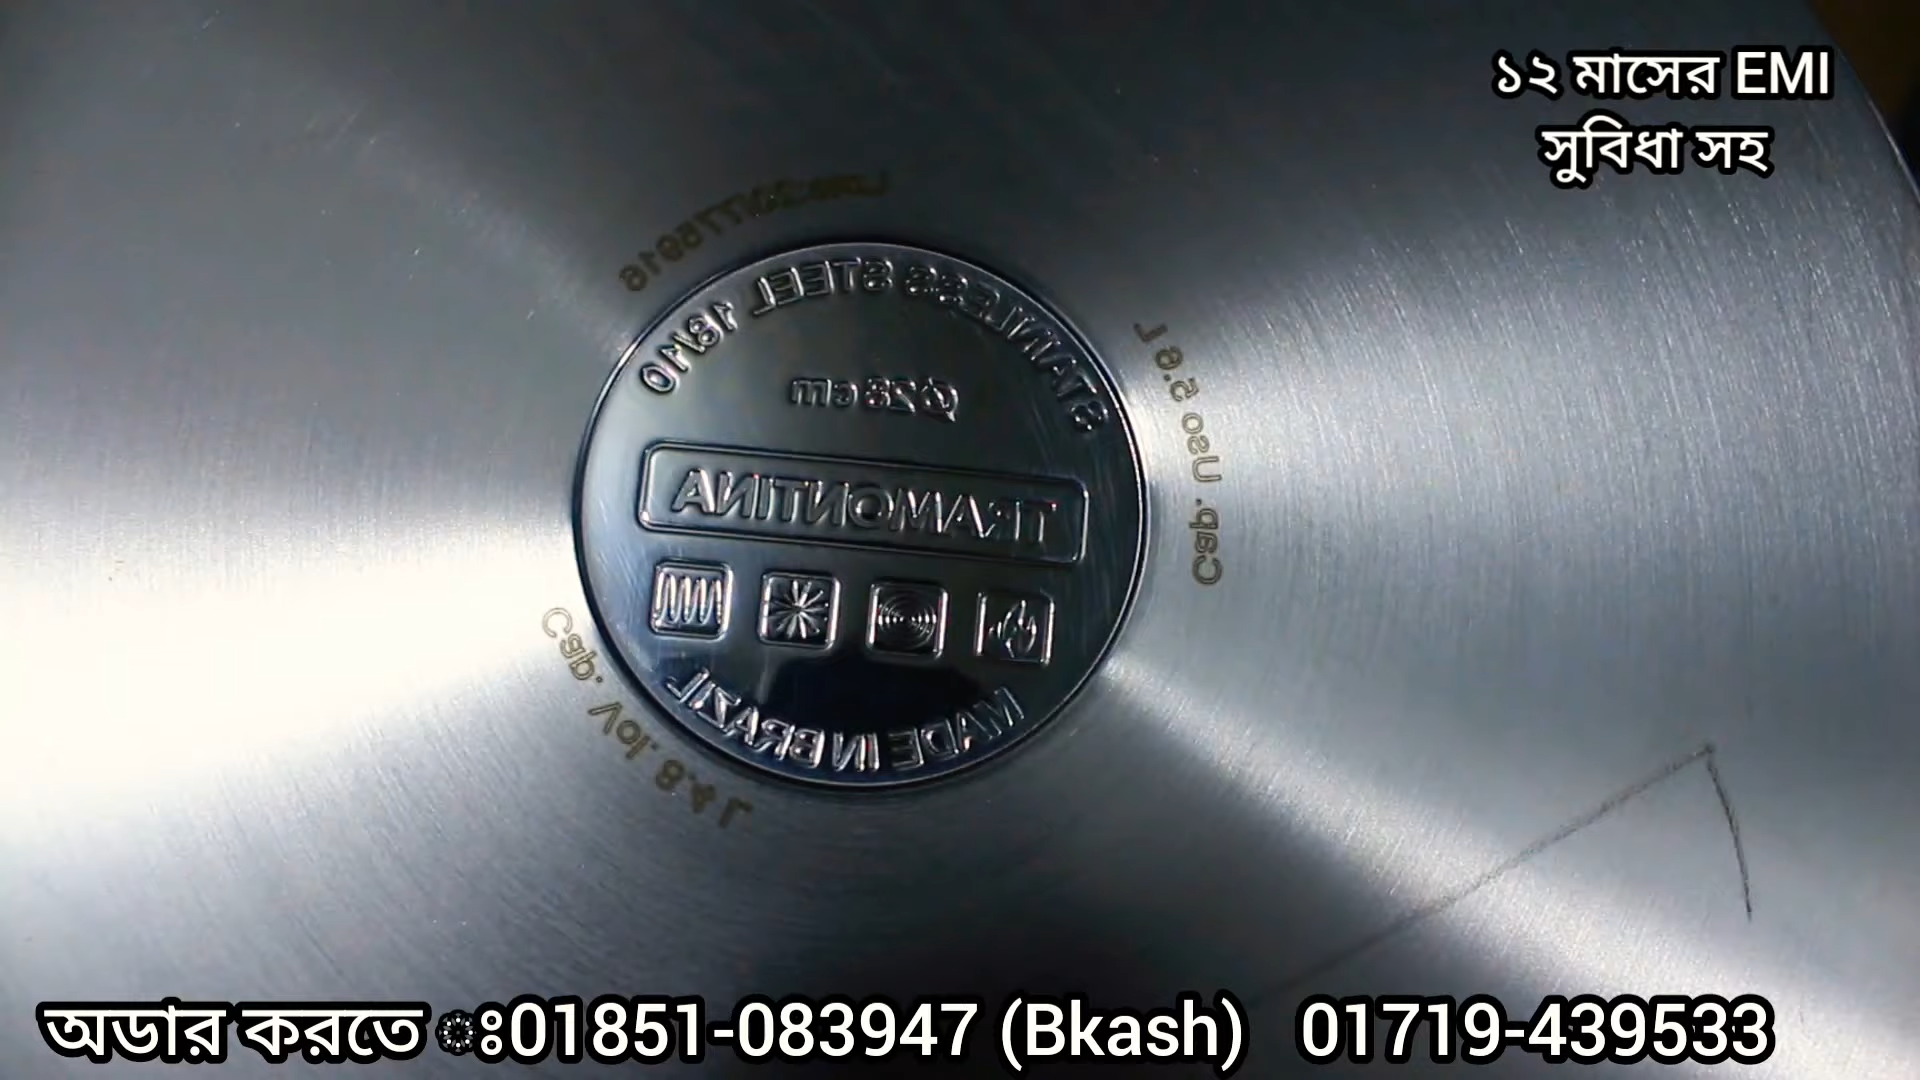 ১২ মাসের EMI
সুবিধা সহ
STAINLESS STEEL 18/10
Ø28 cm
TRAMONTINA
MADE IN BRAZIL
Cap. Uso 5.6L
Cap. Vol. 8.4 L
অডার করতে ঃ01851-083947 (Bkash) 01719-439533